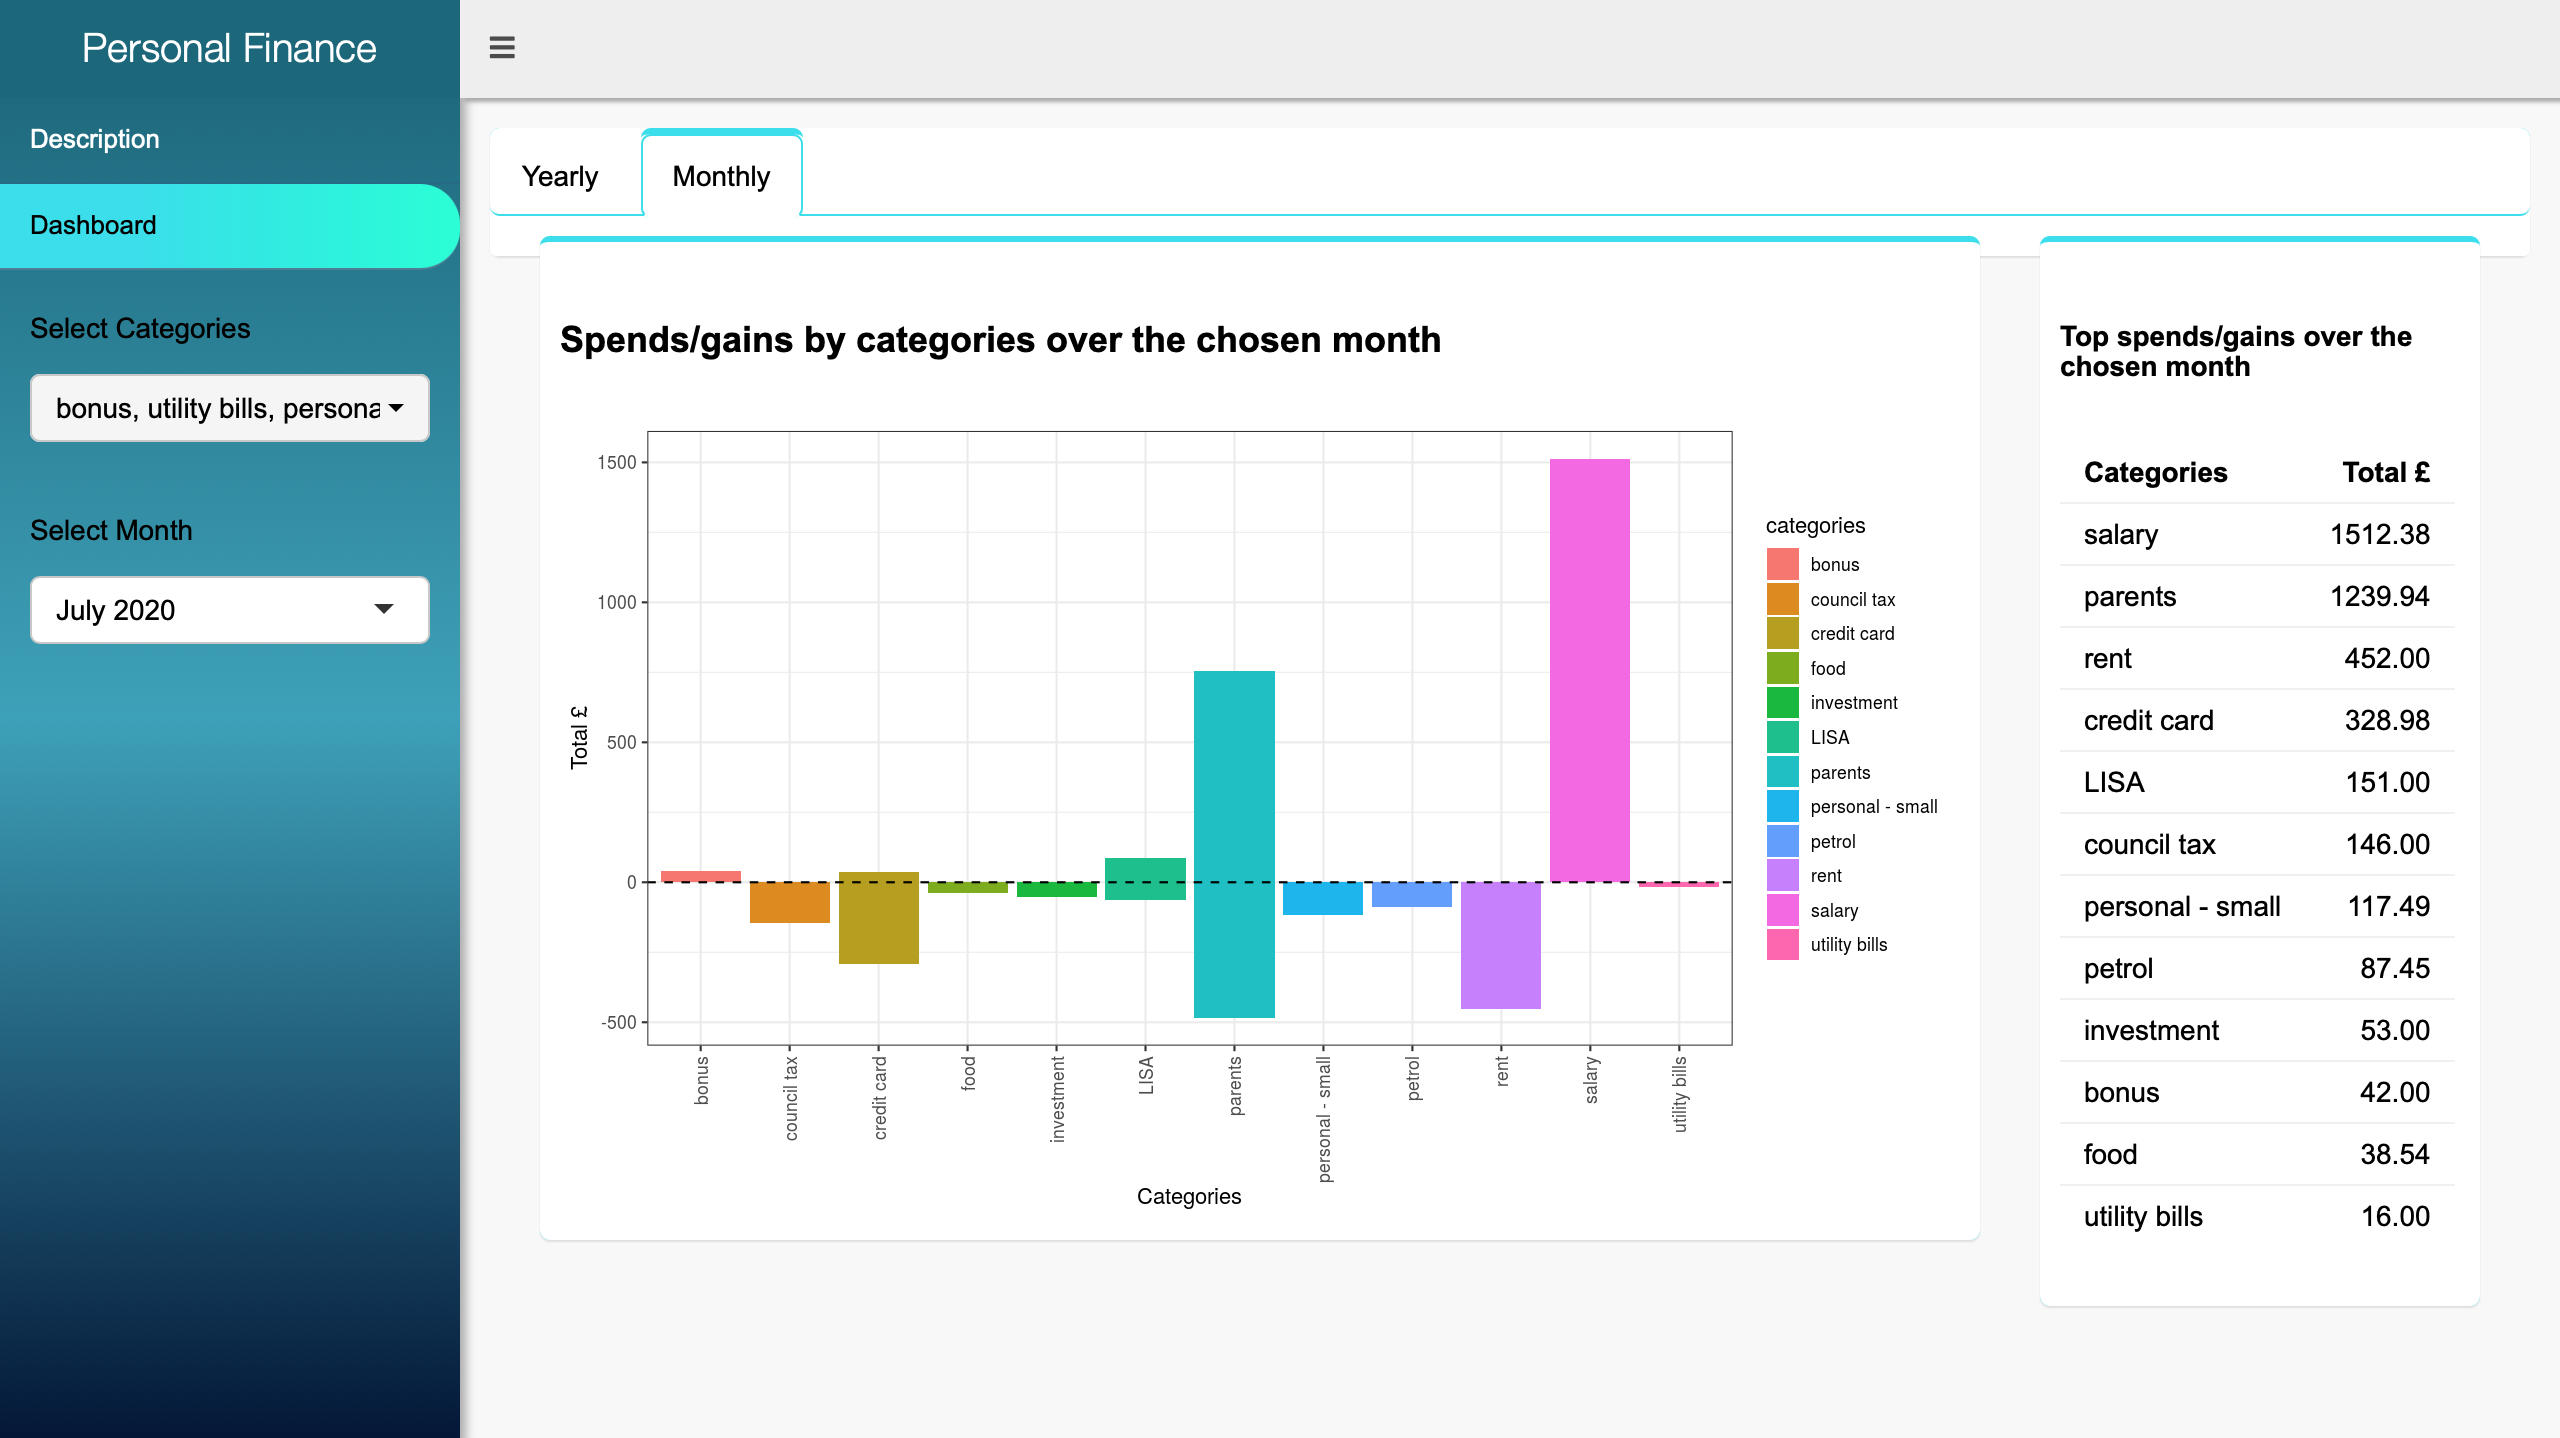 Personal Finance
Description
Dashboard
Select Categories
bonus, utility bills, persona
Select Month
July 2020
Yearly
Monthly
Spends/gains by categories over the chosen month
Total £
1500
1000
500
0
-500
bonus
council tax
credit card
food
investment
LISA
parents
personal - small
petrol
rent
salary
utility bills
Categories
categories
bonus
council tax
credit card
food
investment
LISA
parents
personal - small
petrol
rent
salary
utility bills
Top spends/gains over the
chosen month
Categories Total £
salary 1512.38
parents 1239.94
rent 452.00
credit card 328.98
LISA 151.00
council tax 146.00
personal - small 117.49
petrol 87.45
investment 53.00
bonus 42.00
food 38.54
utility bills 16.00